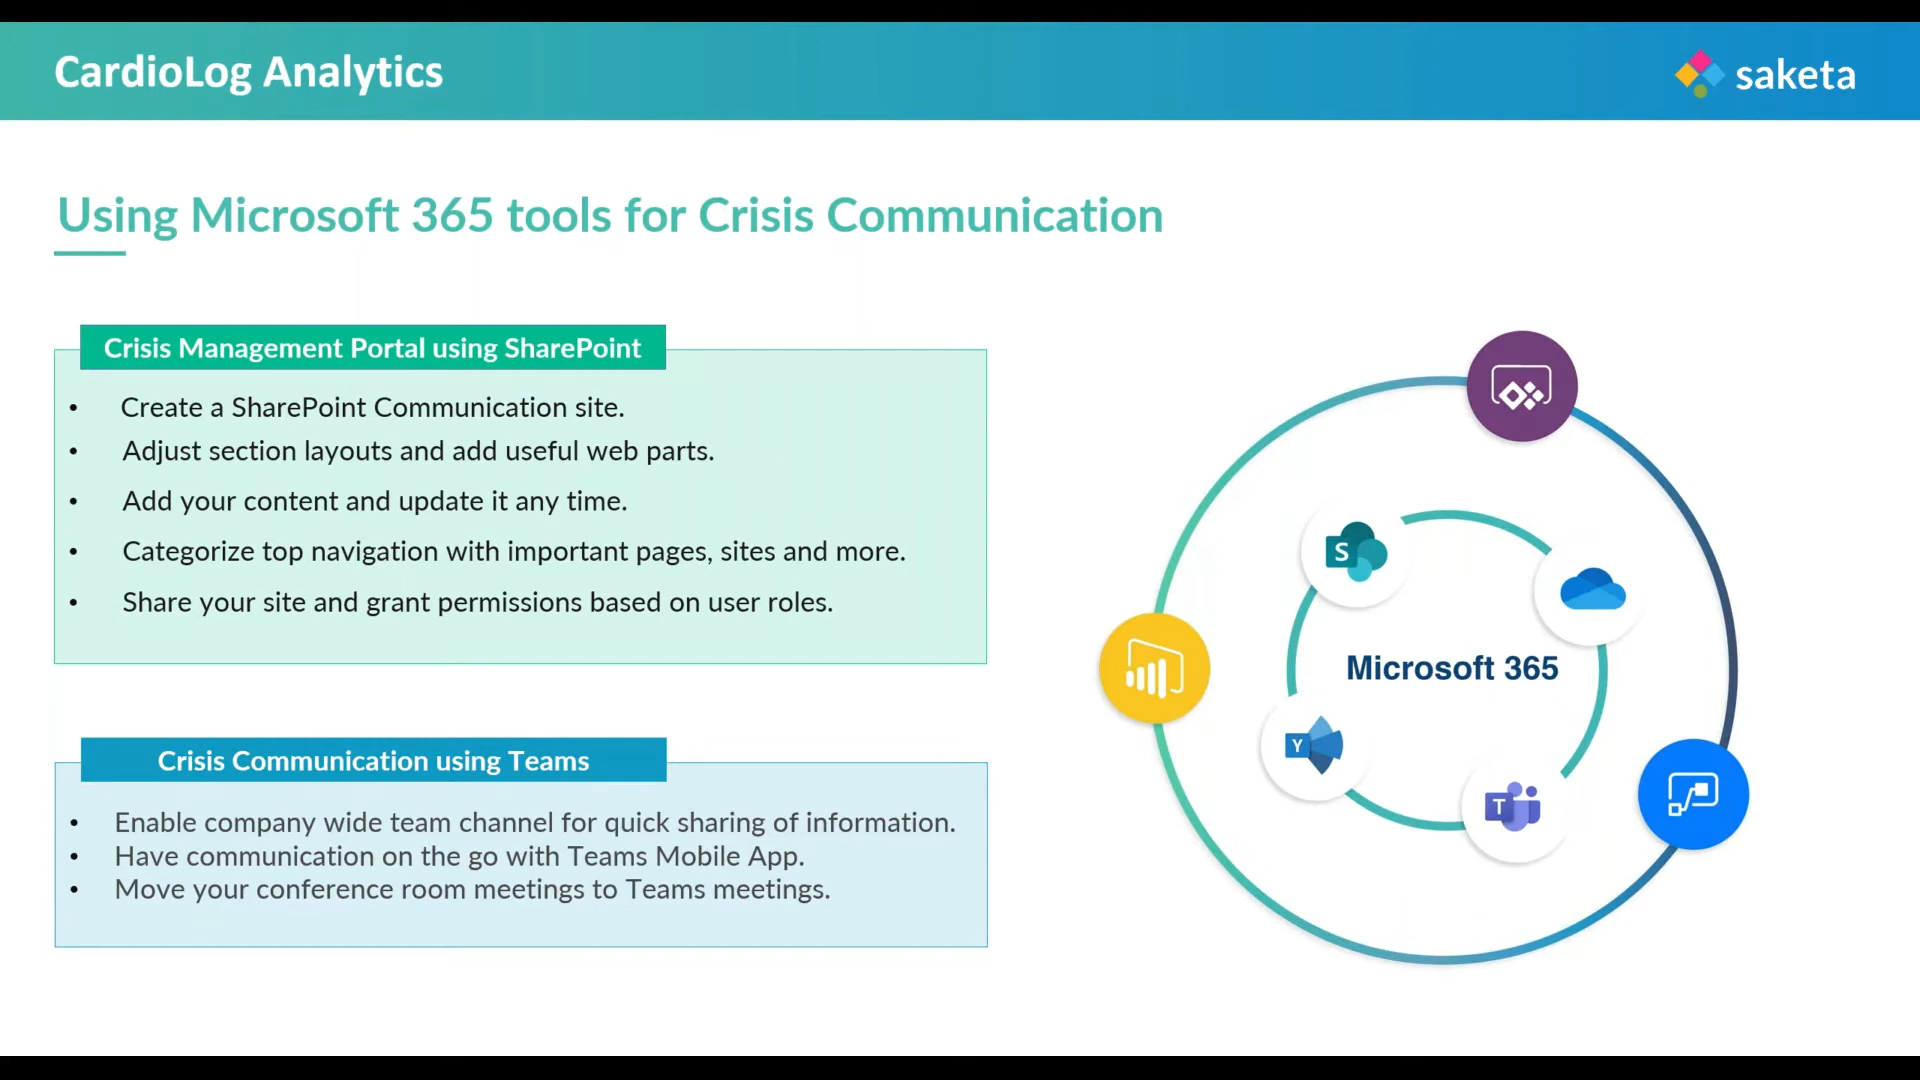 CardioLog Analytics
saketa
Using Microsoft 365 tools for Crisis Communication
Crisis Management Portal using SharePoint
• Create a SharePoint Communication site.
• Adjust section layouts and add useful web parts.
• Add your content and update it any time.
• Categorize top navigation with important pages, sites and more.
• Share your site and grant permissions based on user roles.
Crisis Communication using Teams
• Enable company wide team channel for quick sharing of information.
• Have communication on the go with Teams Mobile App.
• Move your conference room meetings to Teams meetings.
S
Microsoft 365
Y
T